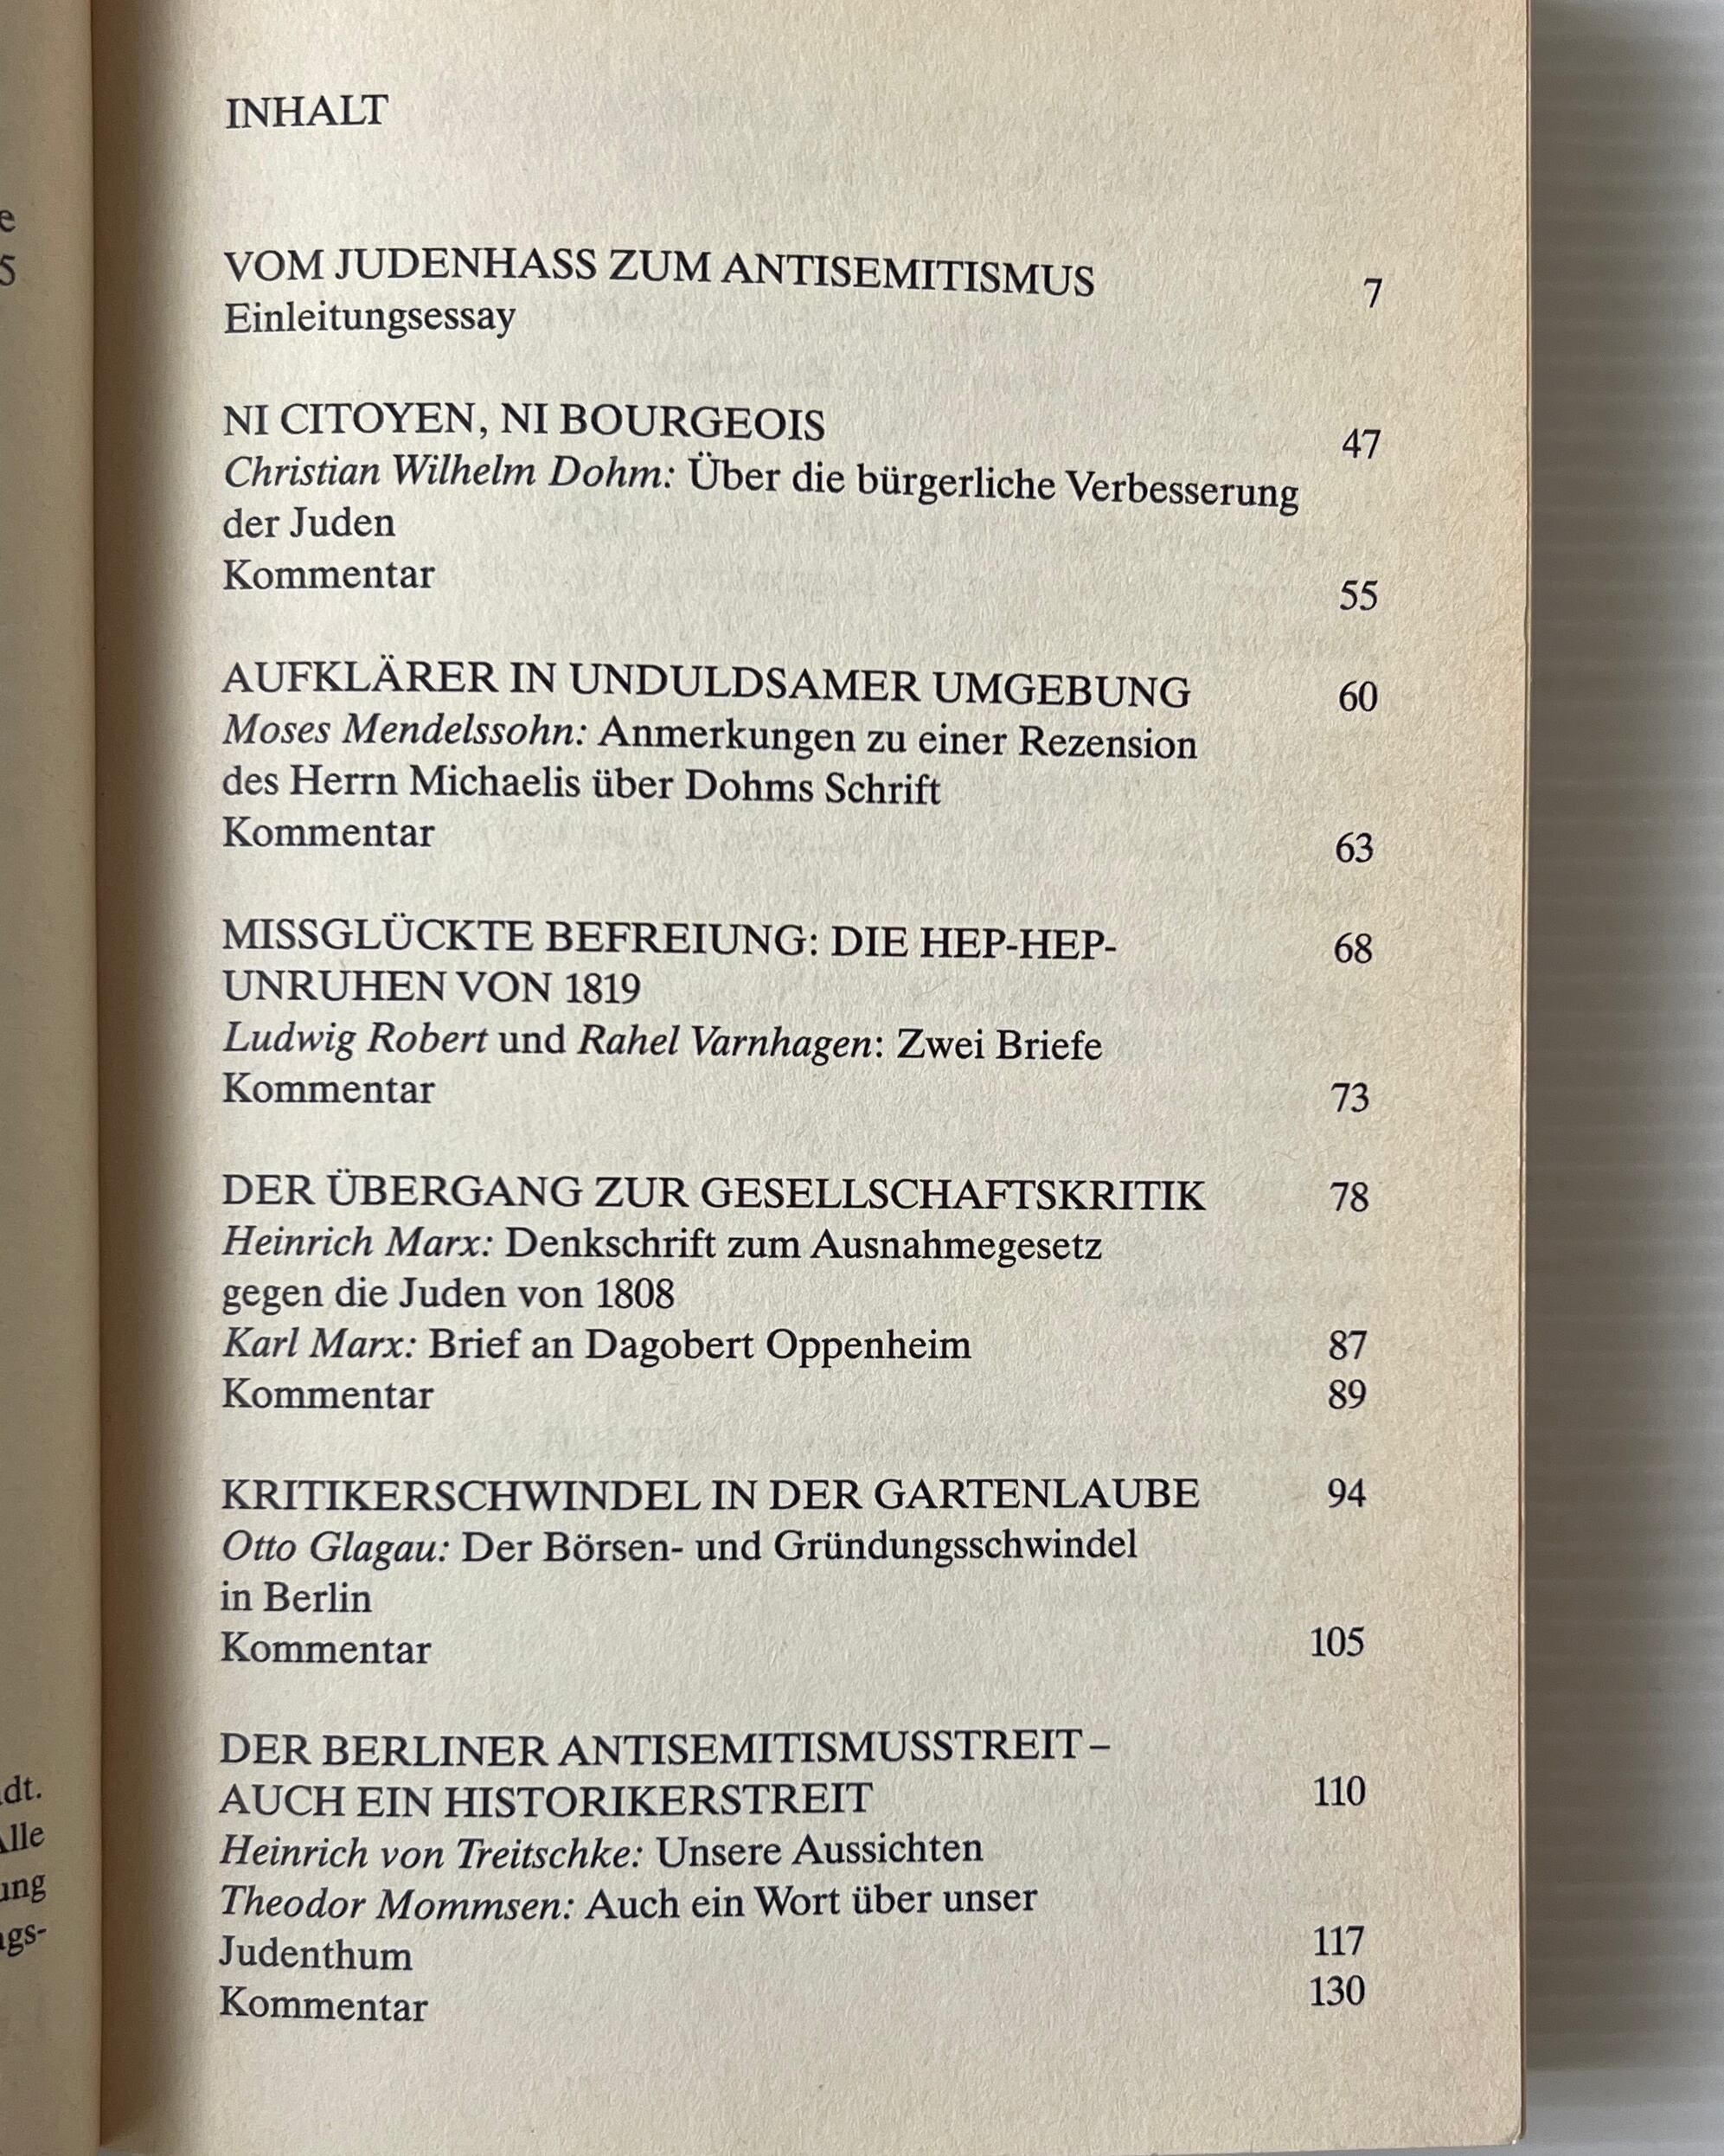 INHALT
VOM JUDENHASS ZUM ANTISEMITISMUS 7
Einleitungsessay
NI CITOYEN, NI BOURGEOIS 47
Christian Wilhelm Dohm: Über die bürgerliche Verbesserung
der Juden
Kommentar 55
AUFKLÄRER IN UNDULDSAMER UMGEBUNG 60
Moses Mendelssohn: Anmerkungen zu einer Rezension
des Herrn Michaelis über Dohms Schrift
Kommentar 63
MISSGLÜCKTE BEFREIUNG: DIE HEP-HEP- 68
UNRUHEN VON 1819
Ludwig Robert und Rahel Varnhagen: Zwei Briefe
Kommentar 73
DER ÜBERGANG ZUR GESELLSCHAFTSKRITIK 78
Heinrich Marx: Denkschrift zum Ausnahmegesetz
gegen die Juden von 1808
Karl Marx: Brief an Dagobert Oppenheim 87
Kommentar 89
KRITIKERSCHWINDEL IN DER GARTENLAUBE 94
Otto Glagau: Der Börsen- und Gründungsschwindel
in Berlin
Kommentar 105
DER BERLINER ANTISEMITISMUSSTREIT –
AUCH EIN HISTORIKERSTREIT 110
Heinrich von Treitschke: Unsere Aussichten
Theodor Mommsen: Auch ein Wort über unser
Judenthum 117
Kommentar 130